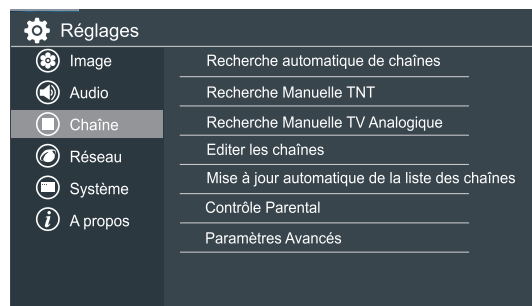 Réglages
Image
Audio
Chaîne
Réseau
Système
A propos
Recherche automatique de chaînes
Recherche Manuelle TNT
Recherche Manuelle TV Analogique
Editer les chaînes
Mise à jour automatique de la liste des chaînes
Contrôle Parental
Paramètres Avancés